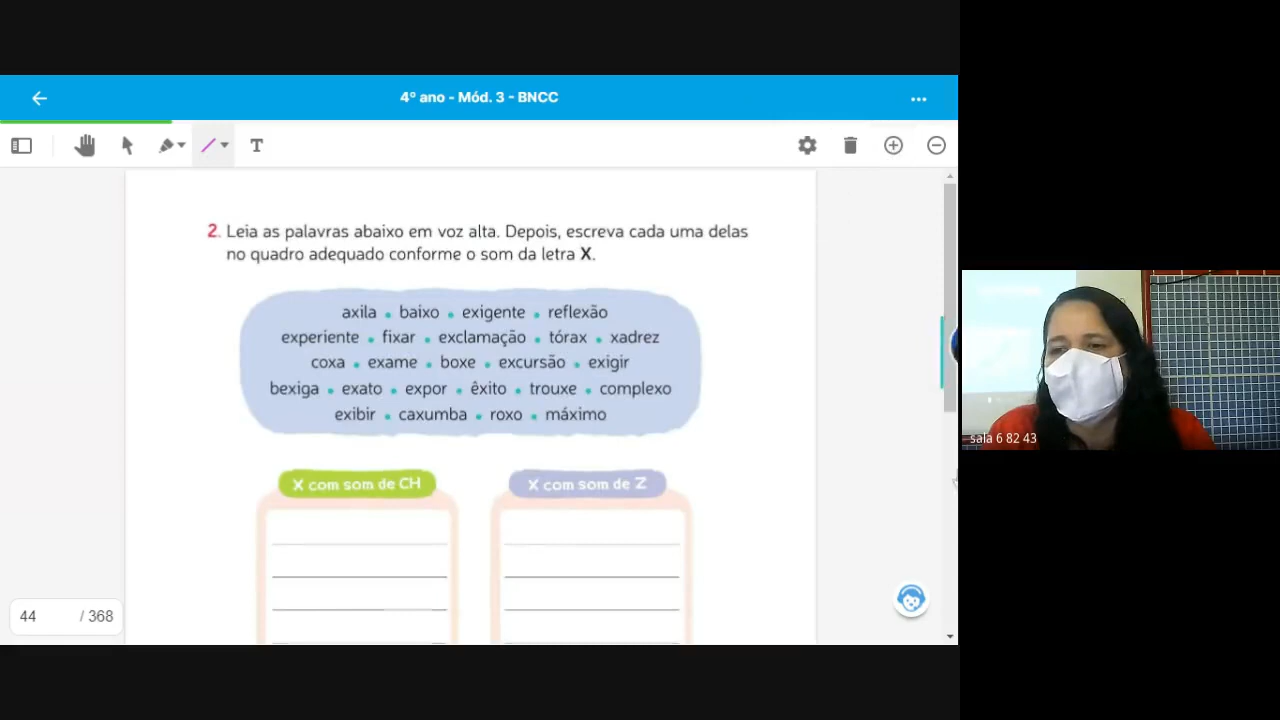 4º ano - Mód. 3 - BNCC
T
2. Leia as palavras abaixo em voz alta. Depois, escreva cada uma delas
no quadro adequado conforme o som da letra X.
axila • baixo • exigente • reflexão
experiente • fixar • exclamação • tórax • xadrez
coxa • exame • boxe • excursão • exigir
bexiga • exato • expor • êxito • trouxe • complexo
exibir • caxumba • roxo • máximo
X com som de CH
X com som de Z
44 / 368
sala 6 82 43